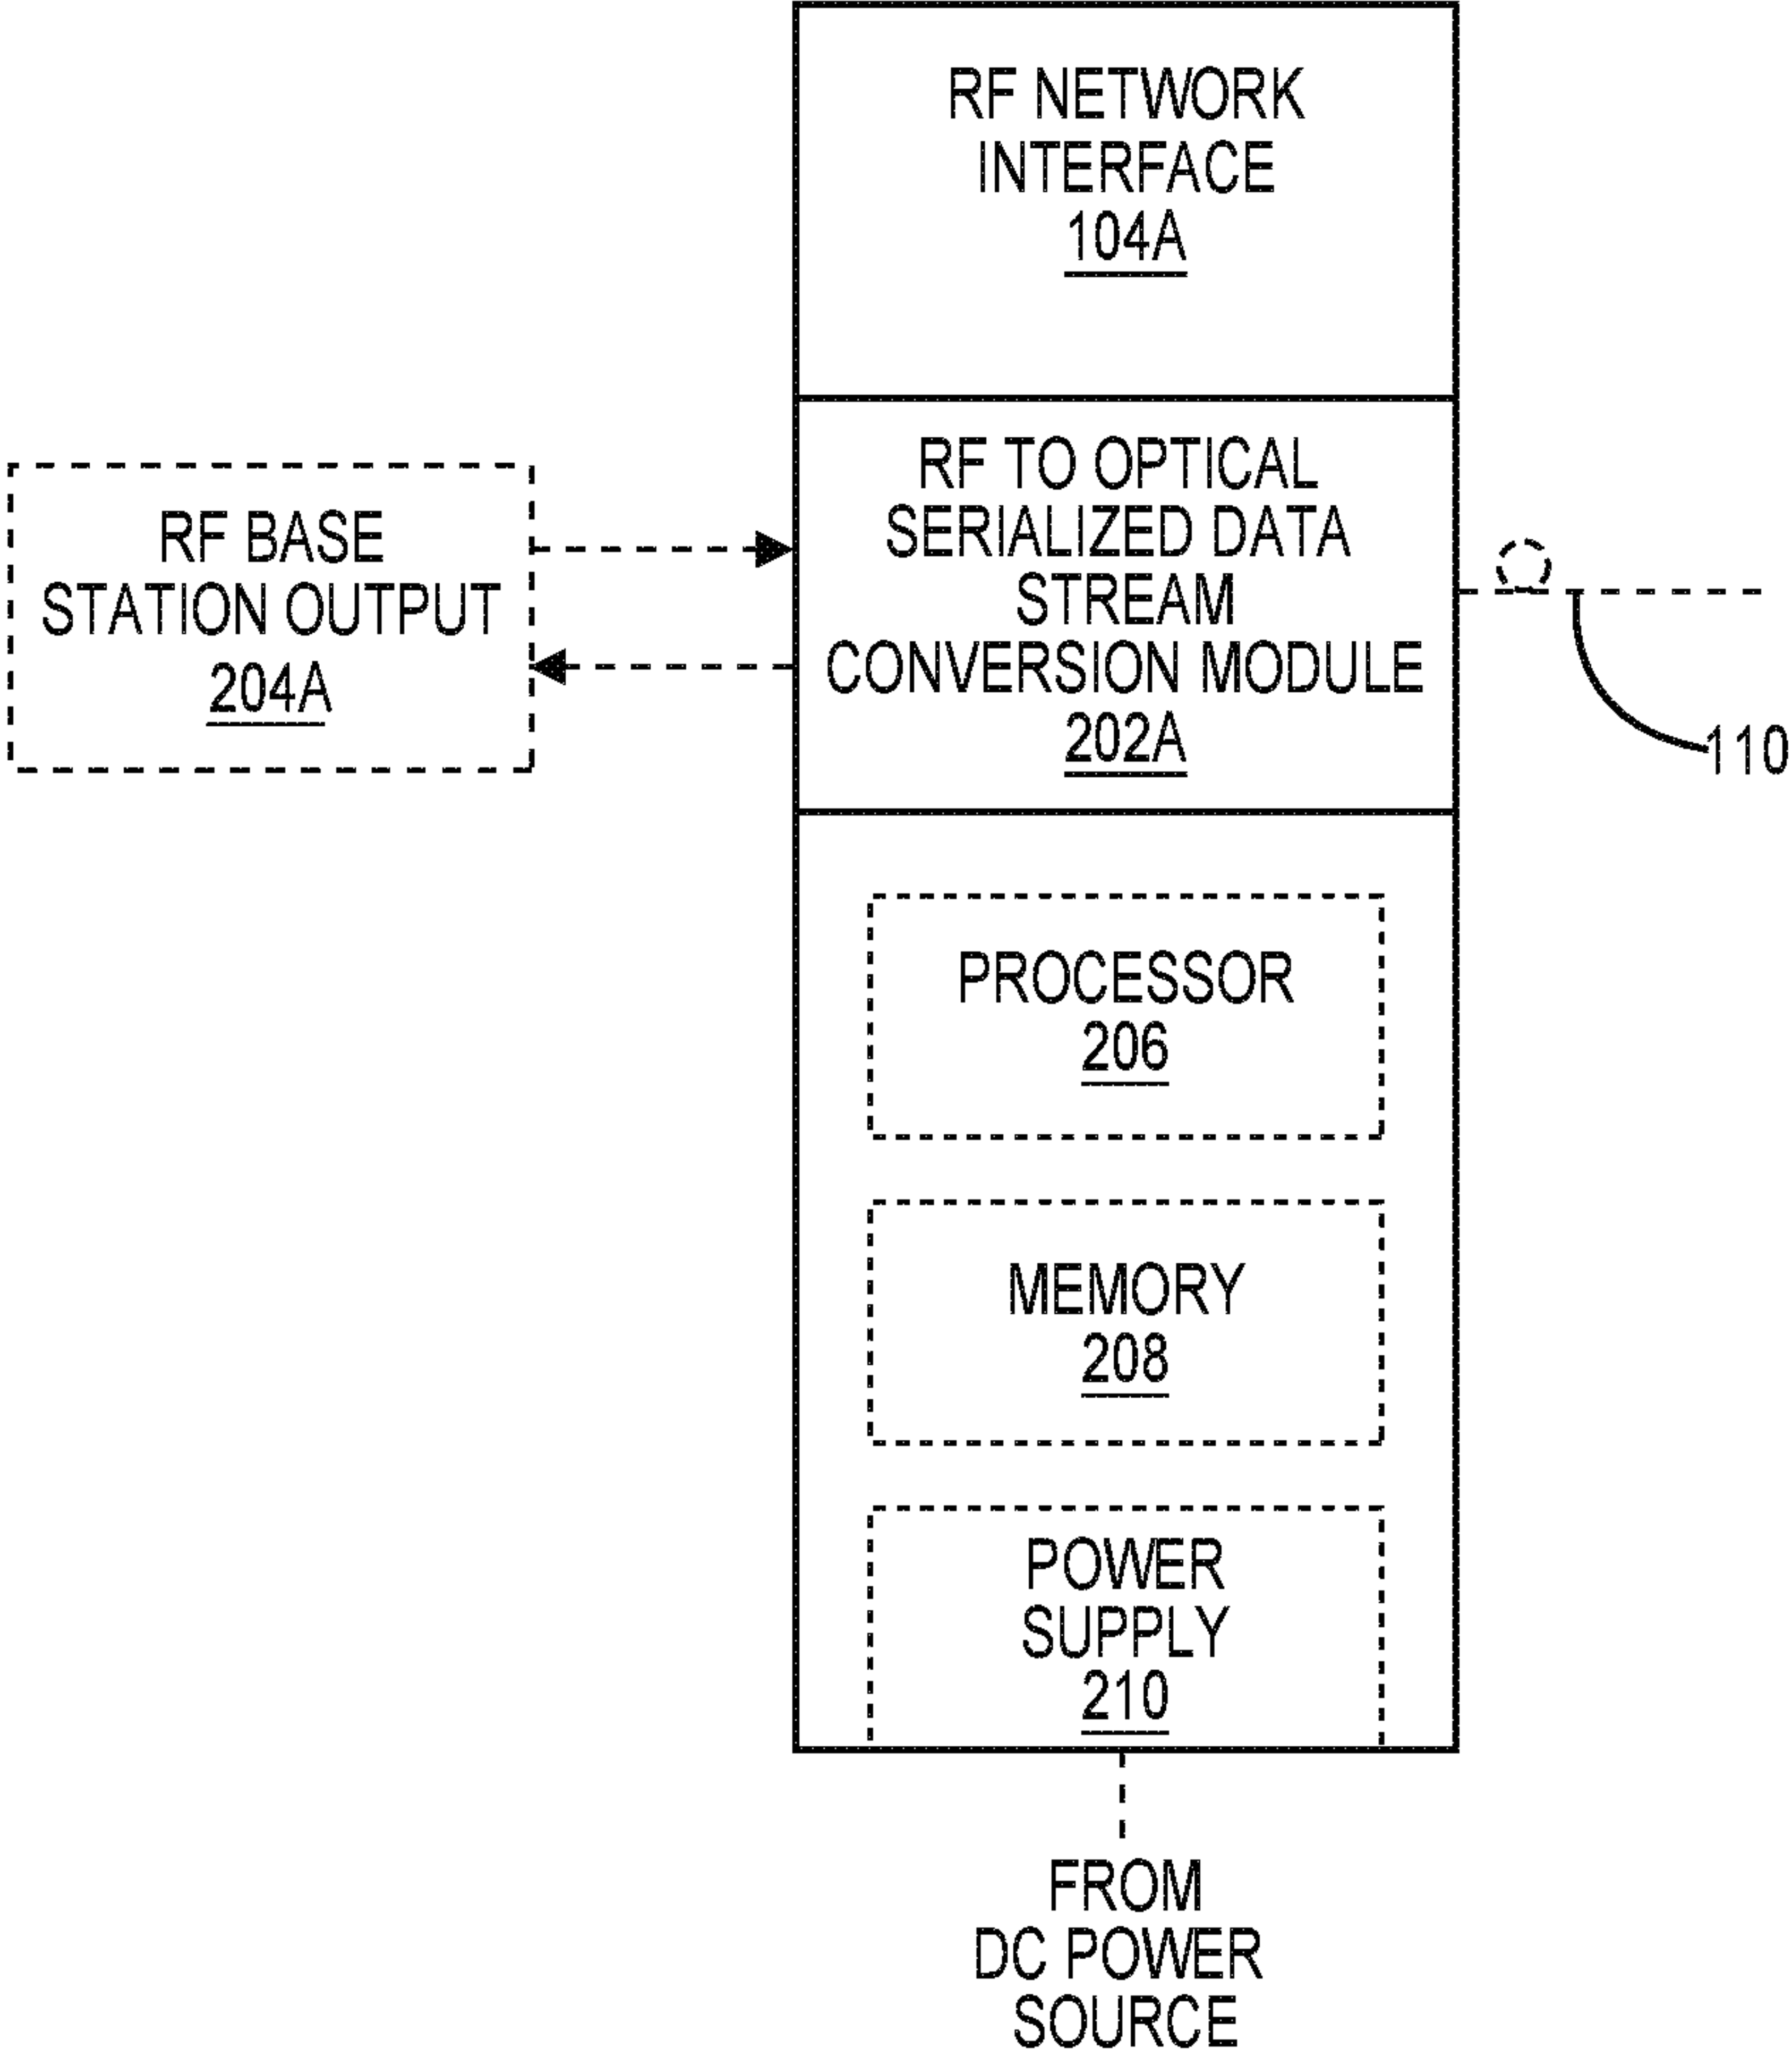 RF NETWORK
INTERFACE
104A
RF TO OPTICAL
SERIALIZED DATA
STREAM
CONVERSION MODULE
202A
RF BASE
STATION OUTPUT
204A
110
PROCESSOR
206
MEMORY
208
POWER
SUPPLY
210
FROM
DC POWER
SOURCE